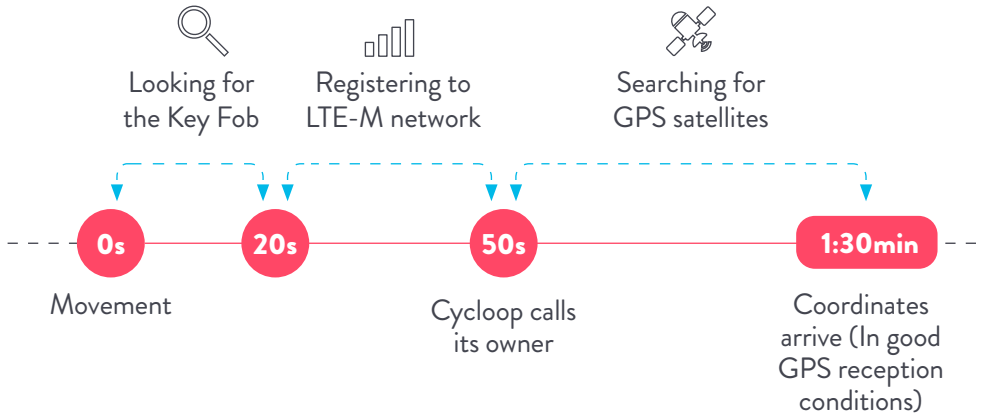 Looking for
the Key Fob
Registering to
LTE-M network
Searching for
GPS satellites
0s
20s
50s
1:30min
Movement
Cycloop calls
its owner
Coordinates
arrive (In good
GPS reception
conditions)